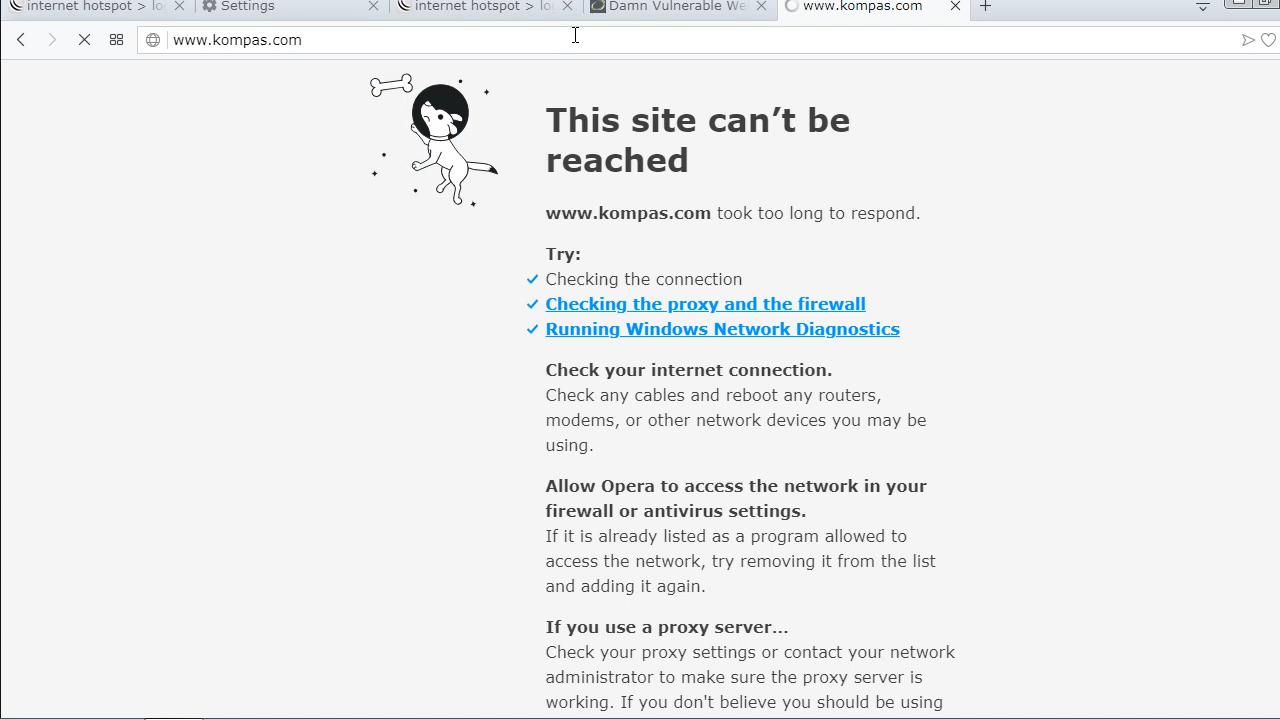 internet hotspot > lo
Settings
internet hotspot > lo
Damn Vulnerable We
www.kompas.com
www.kompas.com
This site can’t be
reached
www.kompas.com took too long to respond.
Try:
Checking the connection
Checking the proxy and the firewall
Running Windows Network Diagnostics
Check your internet connection.
Check any cables and reboot any routers,
modems, or other network devices you may be
using.
Allow Opera to access the network in your
firewall or antivirus settings.
If it is already listed as a program allowed to
access the network, try removing it from the list
and adding it again.
If you use a proxy server…
Check your proxy settings or contact your network
administrator to make sure the proxy server is
working. If you don't believe you should be using